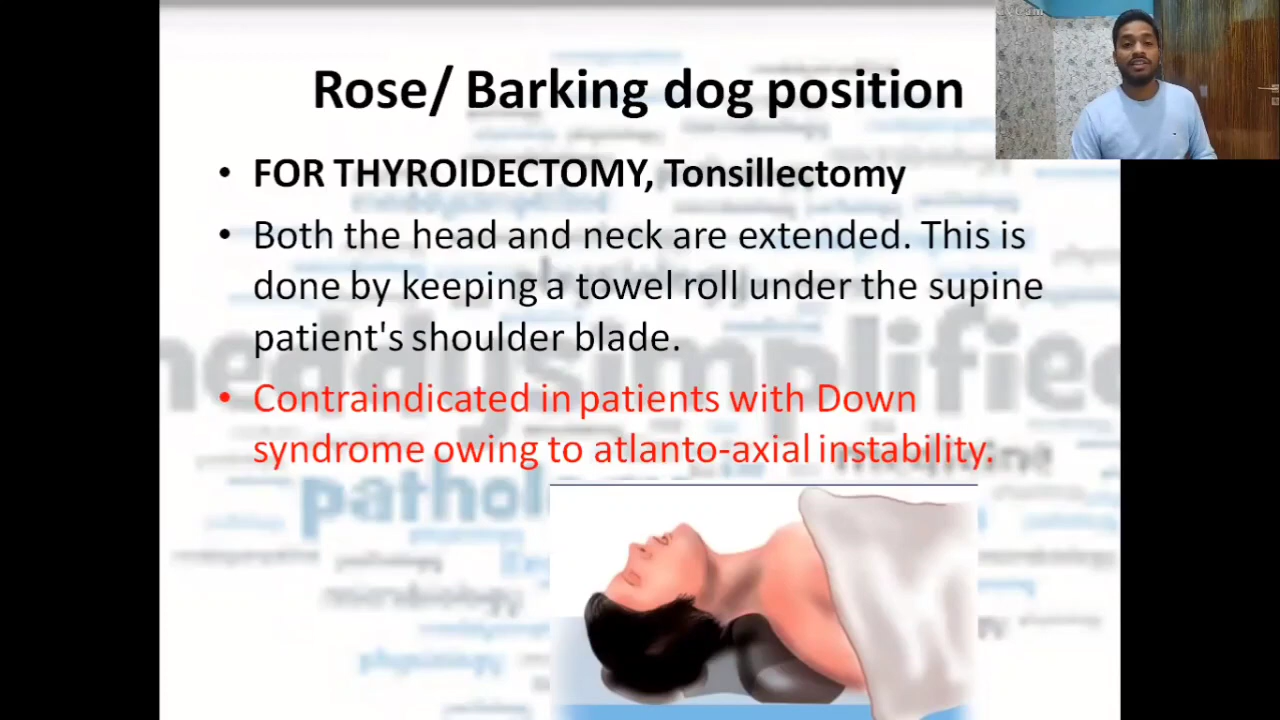 Rose/ Barking dog position
• FOR THYROIDECTOMY, Tonsillectomy
• Both the head and neck are extended. This is
done by keeping a towel roll under the supine
patient's shoulder blade.
• Contraindicated in patients with Down
syndrome owing to atlanto-axial instability.
physiology
microbiology